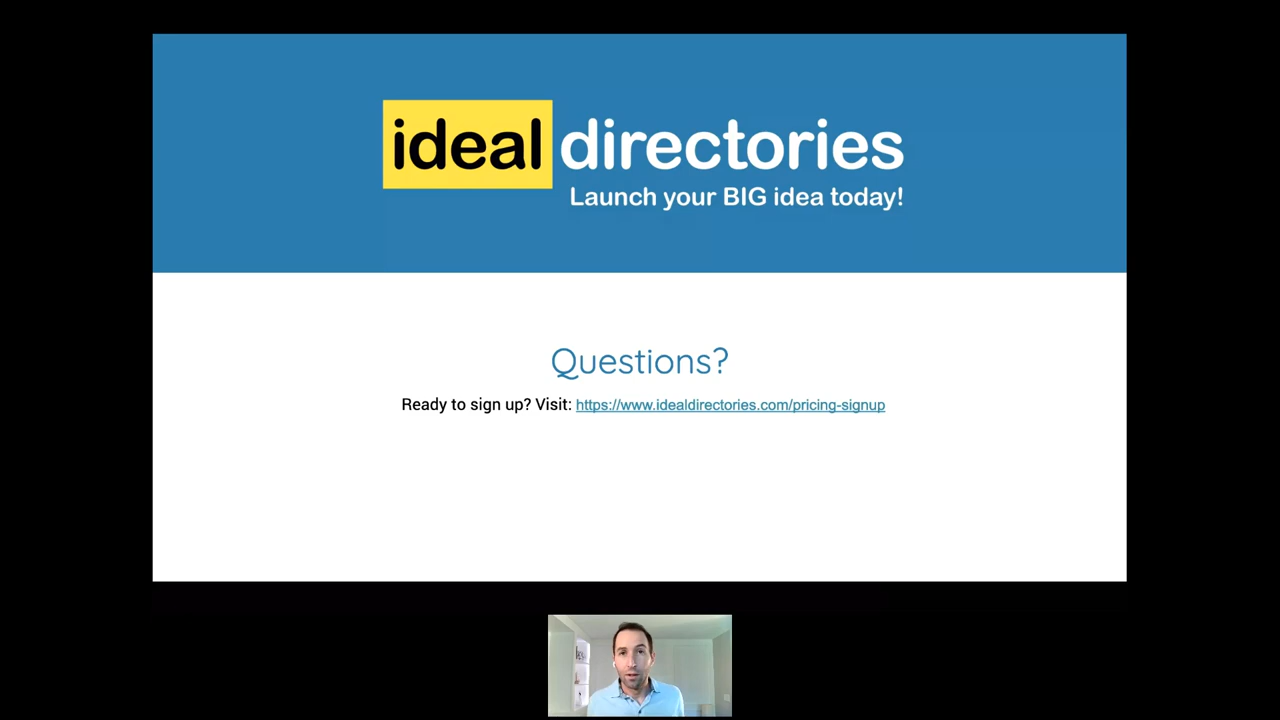 ideal directories
Launch your BIG idea today!
Questions?
Ready to sign up? Visit: https://www.idealdirectories.com/pricing-signup